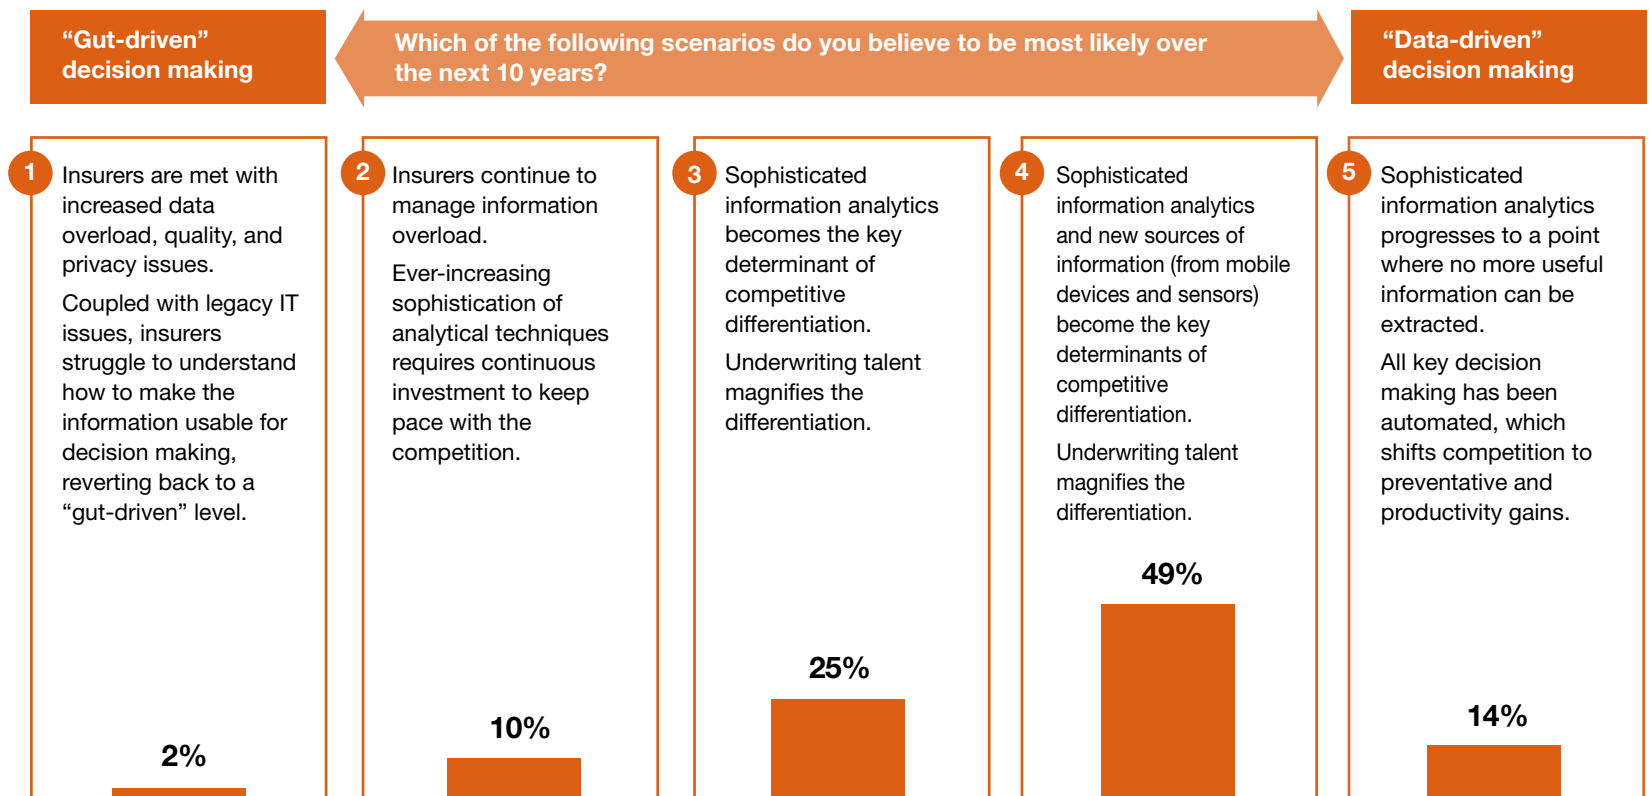 “Gut-driven”
decision making
Which of the following scenarios do you believe to be most likely over
the next 10 years?
“Data-driven”
decision making
1
Insurers are met with
increased data
overload, quality, and
privacy issues.
Coupled with legacy IT
issues, insurers
struggle to understand
how to make the
information usable for
decision making,
reverting back to a
“gut-driven” level.
2%
2
Insurers continue to
manage information
overload.
Ever-increasing
sophistication of
analytical techniques
requires continuous
investment to keep
pace with the
competition.
10%
3
Sophisticated
information analytics
becomes the key
determinant of
competitive
differentiation.
Underwriting talent
magnifies the
differentiation.
25%
4
Sophisticated
information analytics
and new sources of
information (from mobile
devices and sensors)
become the key
determinants of
competitive
differentiation.
Underwriting talent
magnifies the
differentiation.
49%
5
Sophisticated
information analytics
progresses to a point
where no more useful
information can be
extracted.
All key decision
making has been
automated, which
shifts competition to
preventative and
productivity gains.
14%